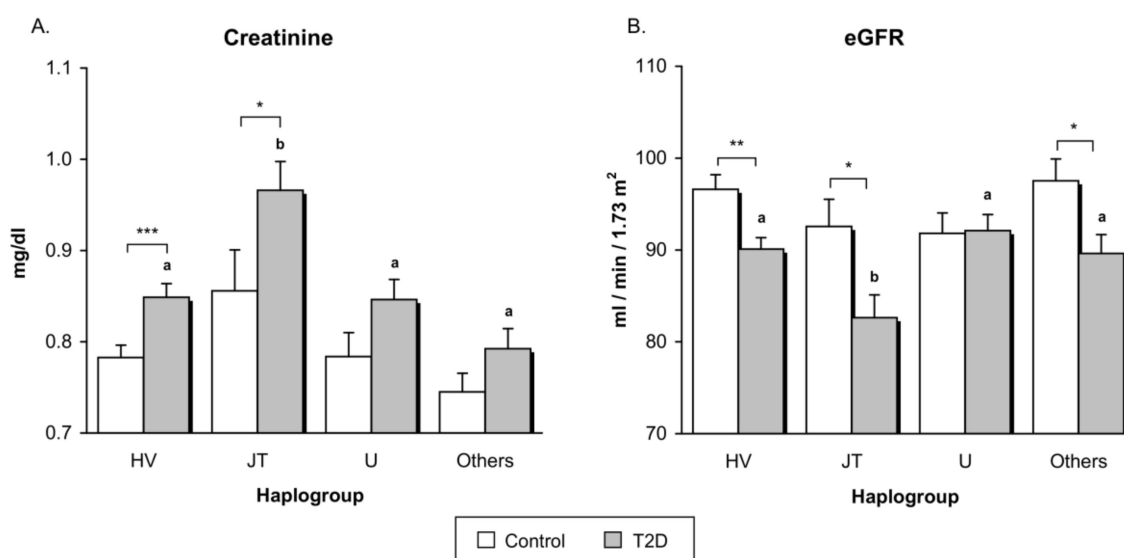 A.
Creatinine
mg/dl
1.1
1.0
0.9
0.8
0.7
***
a
*
b
a
a
HV JT U Others
Haplogroup
B.
eGFR
ml / min / 1.73 m²
110
100
90
80
70
**
a
*
b
a
*
a
HV JT U Others
Haplogroup
Control T2D